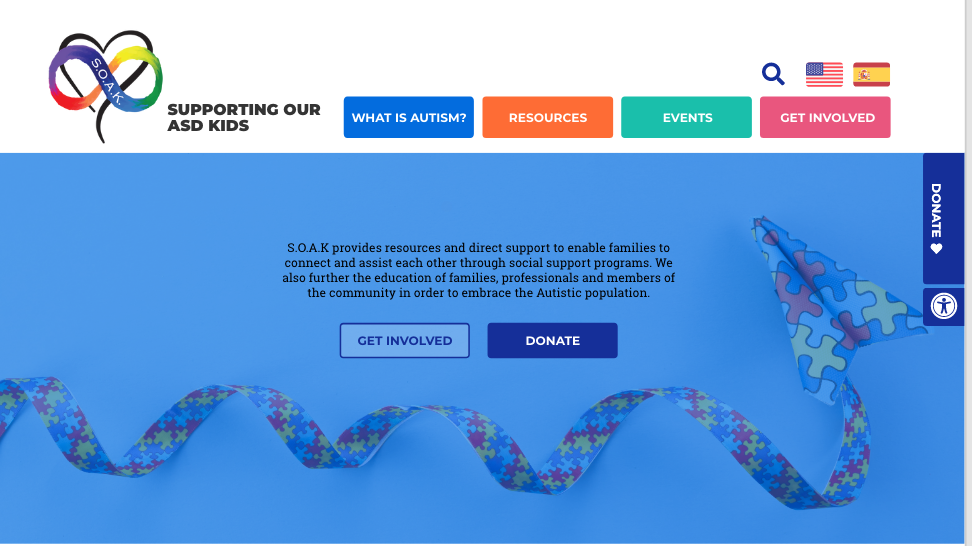 S.O.A.K.
SUPPORTING OUR
ASD KIDS
WHAT IS AUTISM?
RESOURCES
EVENTS
GET INVOLVED
DONATE
S.O.A.K provides resources and direct support to enable families to
connect and assist each other through social support programs. We
also further the education of families, professionals and members of
the community in order to embrace the Autistic population.
GET INVOLVED
DONATE